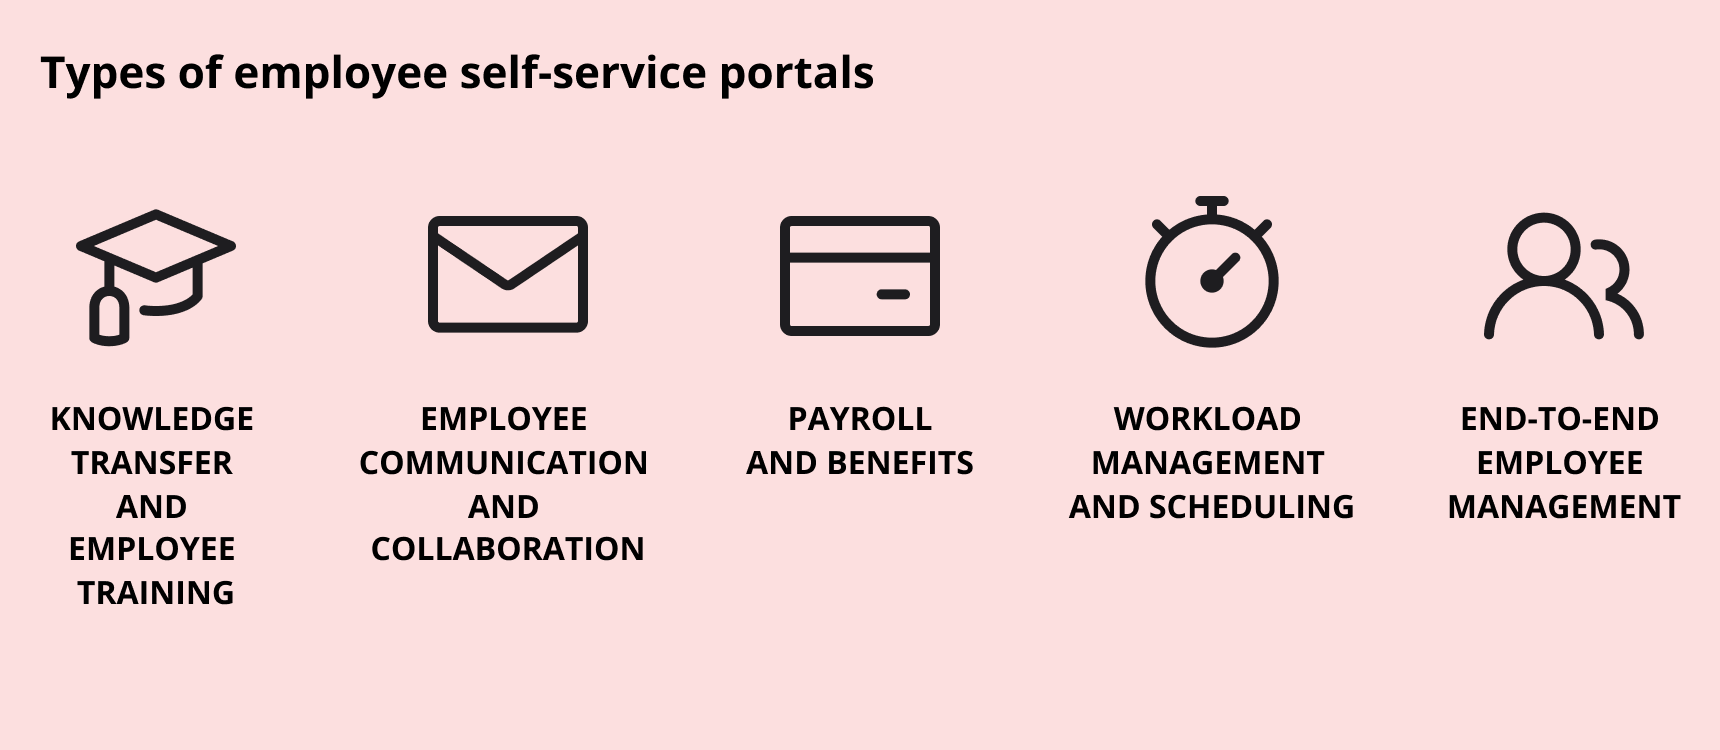 Types of employee self-service portals
KNOWLEDGE
TRANSFER
AND
EMPLOYEE
TRAINING
EMPLOYEE
COMMUNICATION
AND
COLLABORATION
PAYROLL
AND BENEFITS
WORKLOAD
MANAGEMENT
AND SCHEDULING
END-TO-END
EMPLOYEE
MANAGEMENT